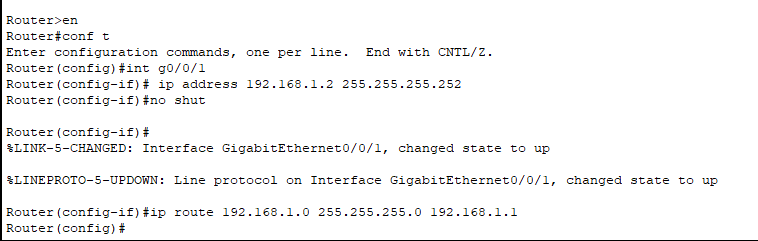 Router>en
Router#conf t
Enter configuration commands, one per line.  End with CNTL/Z.
Router(config)#int g0/0/1
Router(config-if)# ip address 192.168.1.2 255.255.255.252
Router(config-if)#no shut
Router(config-if)#
%LINK-5-CHANGED: Interface GigabitEthernet0/0/1, changed state to up
%LINEPROTO-5-UPDOWN: Line protocol on Interface GigabitEthernet0/0/1, changed state to up
Router(config-if)#ip route 192.168.1.0 255.255.255.0 192.168.1.1
Router(config)#